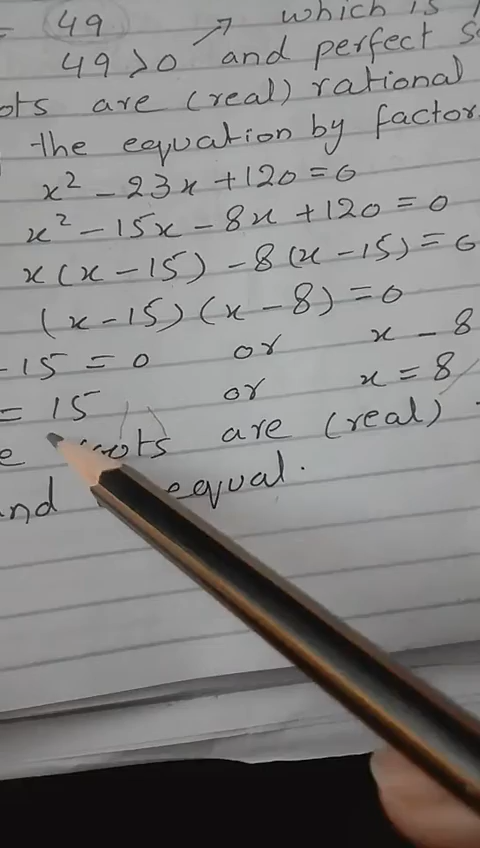 = 49 → which is
49 > 0 and perfect
are (real) rational
the equation by factor
x² - 23x + 120 = 0
x² - 15x - 8x + 120 = 0
x(x - 15) - 8(x - 15) = 0
(x - 15)(x - 8) = 0
- 15 = 0 or x - 8
= 15 or x = 8
are (real)
equal.